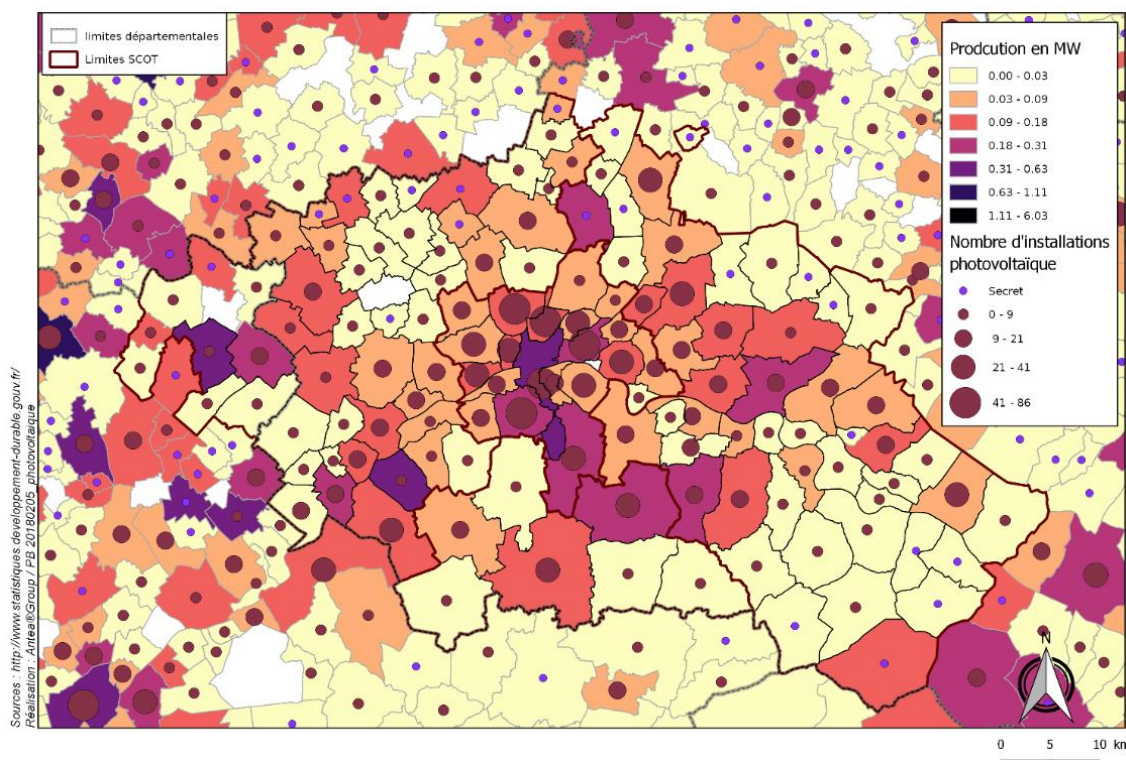 limites départementales
Limites SCOT
Prodcution en MW
0.00 - 0.03
0.03 - 0.09
0.09 - 0.18
0.18 - 0.31
0.31 - 0.63
0.63 - 1.11
1.11 - 6.03
Nombre d'installations
photovoltaïque
Secret
0 - 9
9 - 21
21 - 41
41 - 86
Sources : http://www.statistiques.developpement-durable.gouv.fr/
Réalisation : Antea®Group / PB 20180205_photovoltaique
N
0 5 10 km